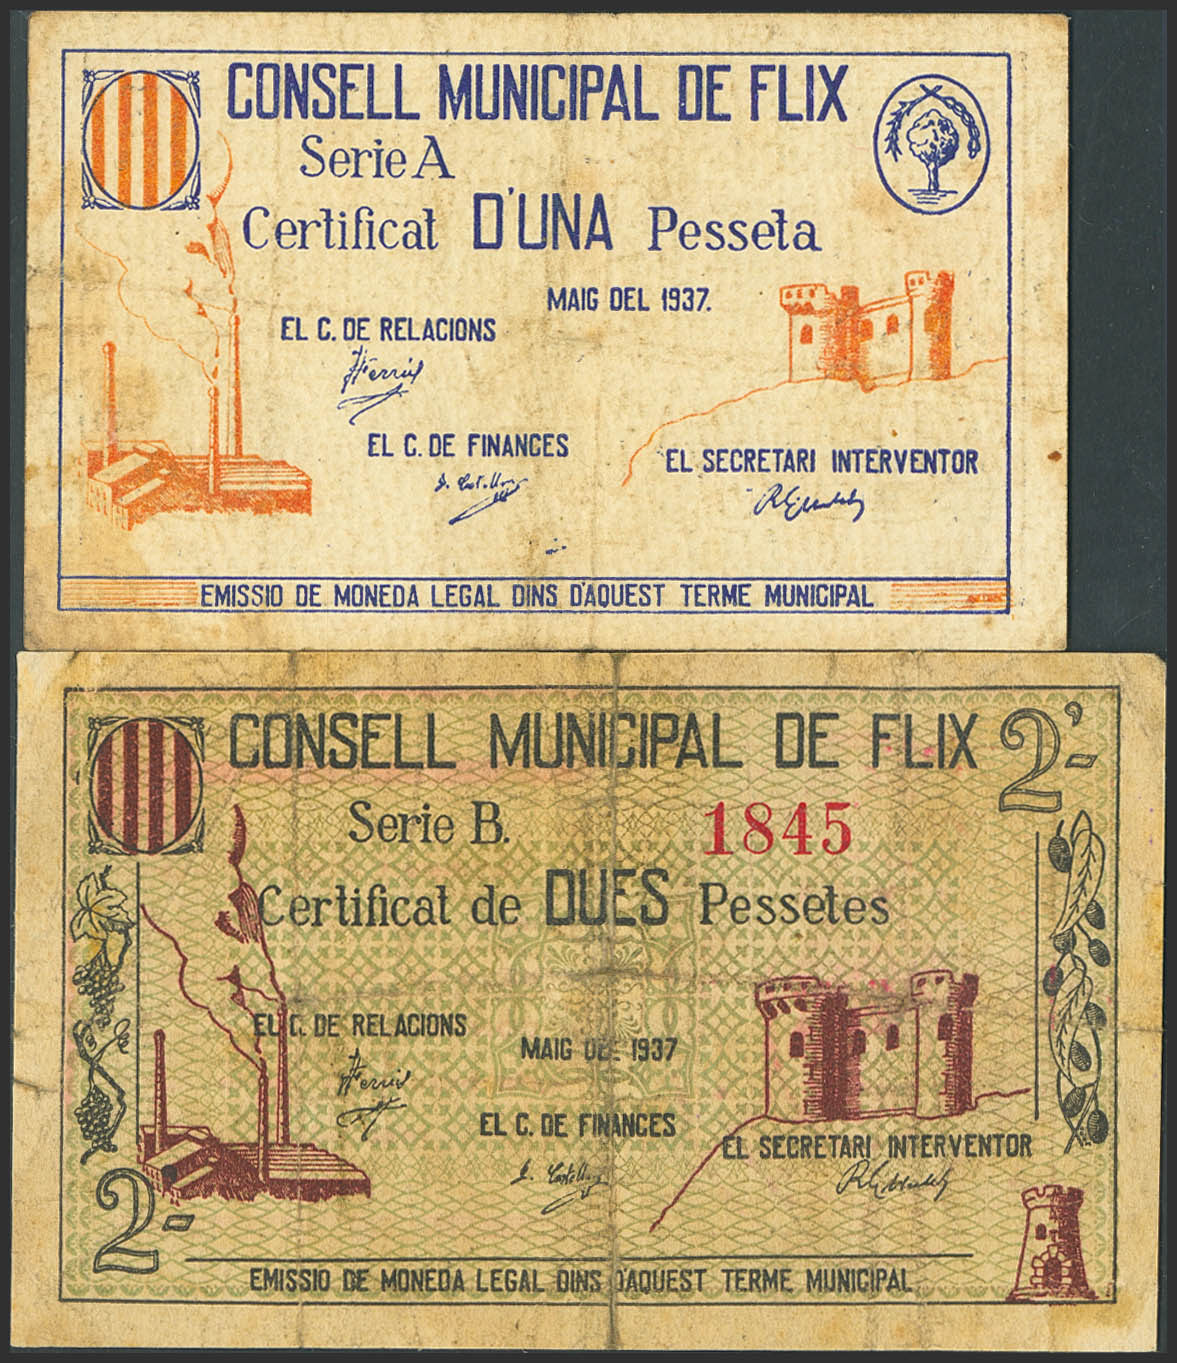 CONSELL MUNICIPAL DE FLIX
Serie A
Certificat D'UNA Pesseta
MAIG DEL 1937.
EL C. DE RELACIONS
EL C. DE FINANCES
EL SECRETARI INTERVENTOR
EMISSIO DE MONEDA LEGAL DINS D'AQUEST TERME MUNICIPAL
CONSELL MUNICIPAL DE FLIX 2'-
Serie B. 1845
Certificat de DUES Pessetes
EL C. DE RELACIONS
MAIG DEL 1937
EL C. DE FINANCES
EL SECRETARI INTERVENTOR
2-
EMISSIO DE MONEDA LEGAL DINS D'AQUEST TERME MUNICIPAL